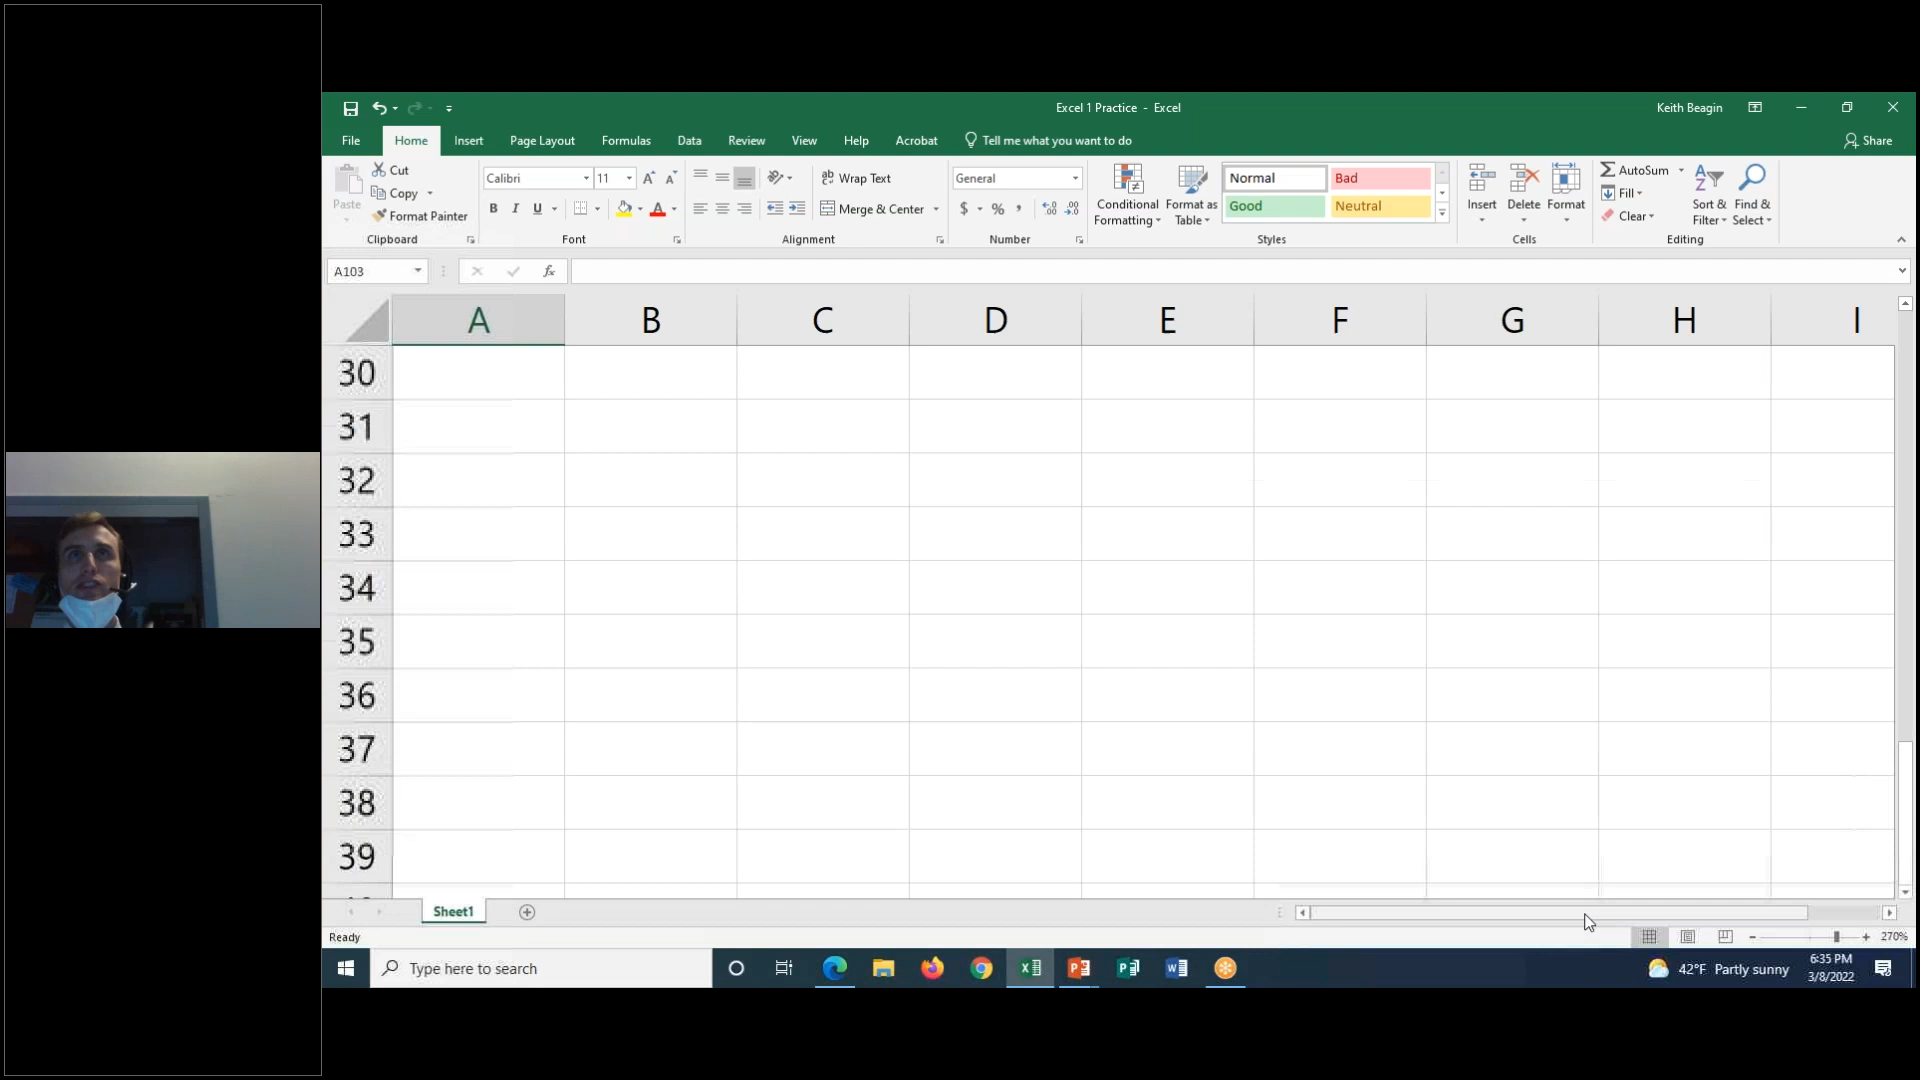 Excel 1 Practice - Excel
Keith Beagin
File Home Insert Page Layout Formulas Data Review View Help Acrobat Tell me what you want to do Share
Paste
Cut
Copy
Format Painter
Clipboard
Calibri 11
B I U
Font
Wrap Text
Merge & Center
Alignment
General
$ % ,
Number
Conditional Formatting
Format as Table
Normal Bad
Good Neutral
Styles
Insert Delete Format
Cells
AutoSum
Fill
Clear
Sort & Filter
Find & Select
Editing
A103
fx
A B C D E F G H I
30
31
32
33
34
35
36
37
38
39
Sheet1
Ready
270%
Type here to search
42°F Partly sunny
6:35 PM
3/8/2022